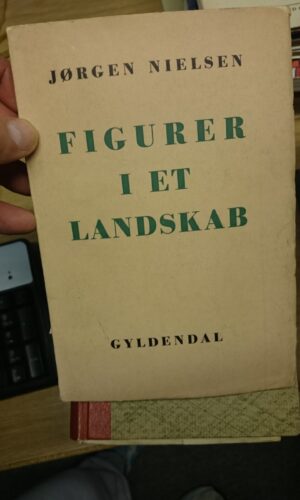 JØRGEN NIELSEN
FIGURER
I ET
LANDSKAB
GYLDENDAL